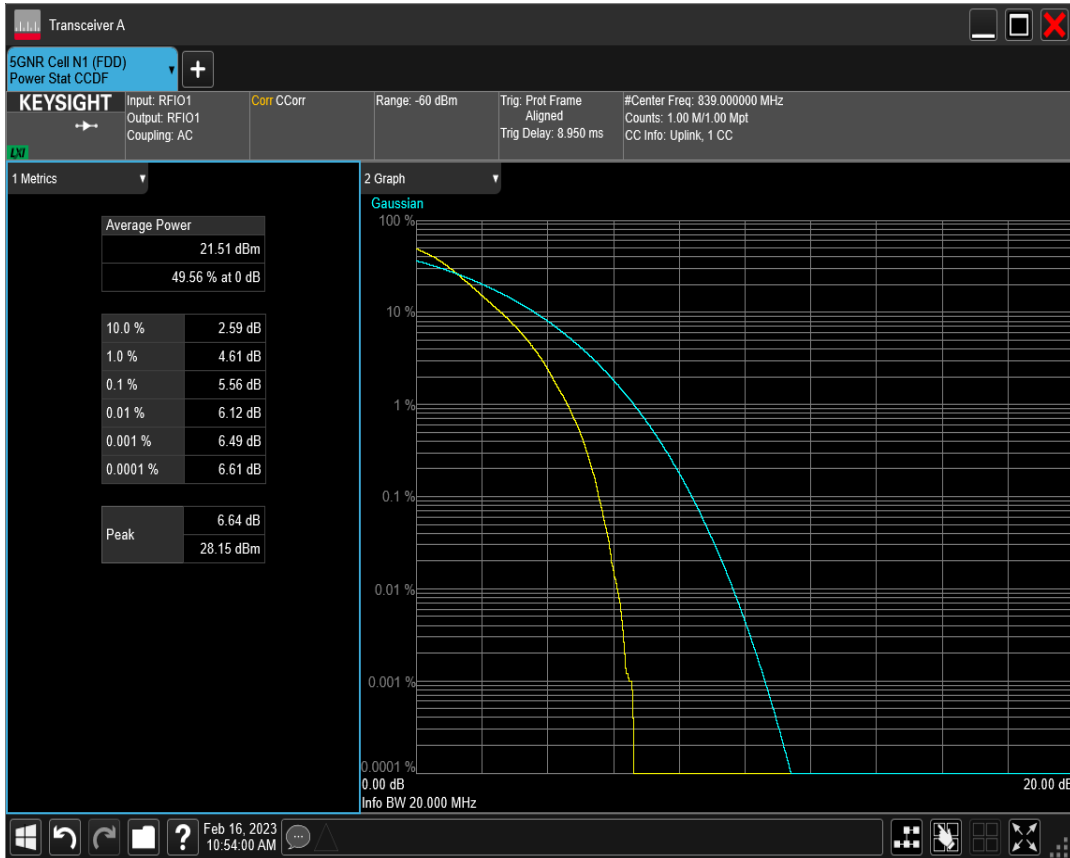 Transceiver A
5GNR Cell N1 (FDD)
Power Stat CCDF
+
KEYSIGHT
LXI
Input: RFIO1
Output: RFIO1
Coupling: AC
Corr CCorr
Range: -60 dBm
Trig: Prot Frame
Aligned
Trig Delay: 8.950 ms
#Center Freq: 839.000000 MHz
Counts: 1.00 M/1.00 Mpt
CC Info: Uplink, 1 CC
1 Metrics
Average Power
21.51 dBm
49.56 % at 0 dB
10.0 % 2.59 dB
1.0 % 4.61 dB
0.1 % 5.56 dB
0.01 % 6.12 dB
0.001 % 6.49 dB
0.0001 % 6.61 dB
Peak
6.64 dB
28.15 dBm
2 Graph
Gaussian
100 %
10 %
1 %
0.1 %
0.01 %
0.001 %
0.0001 %
0.00 dB 20.00 dB
Info BW 20.000 MHz
?
Feb 16, 2023
10:54:00 AM